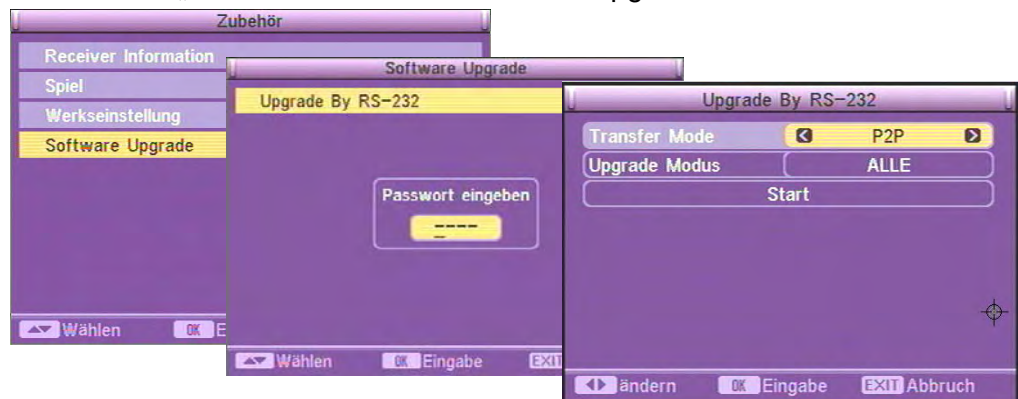 Zubehör
Receiver Information
Spiel
Werkseinstellung
Software Upgrade
Wählen OK
Software Upgrade
Upgrade By RS-232
Passwort eingeben
Wählen OK Eingabe
Upgrade By RS-232
Transfer Mode P2P
Upgrade Modus ALLE
Start
ändern OK Eingabe EXIT Abbruch